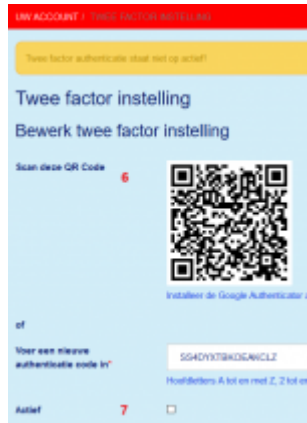 UW ACCOUNT / TWEE FACTOR INSTELLING
Twee factor authenticatie staat niet op actief!
Twee factor instelling
Bewerk twee factor instelling
Scan deze QR Code
6
Installeer de Google Authenticator
of
Voer een nieuwe
authenticatie code in*
Hoofdletters A tot en met Z, 2 tot en
Actief
7